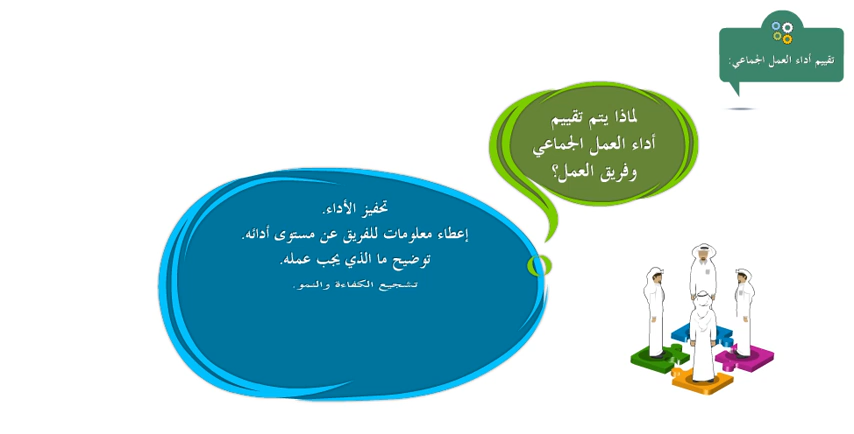 تقييم أداء العمل الجماعي:
لماذا يتم تقييم
أداء العمل الجماعي
وفريق العمل؟
تحفيز الأداء.
إعطاء معلومات للفريق عن مستوى أدائه.
توضيح ما الذي يجب عمله.
تشجيع الكفاءة والنمو.